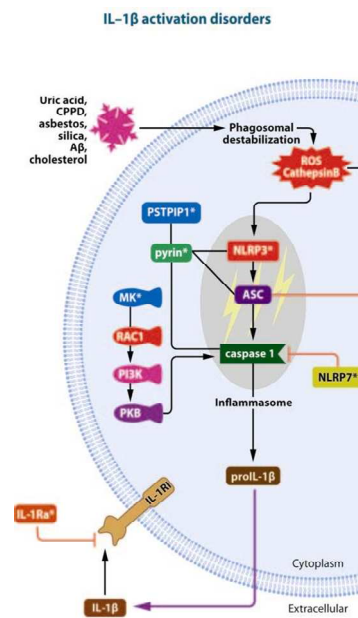 IL–1β activation disorders
Uric acid,
CPPD,
asbestos,
silica,
Aβ,
cholesterol
Phagosomal
destabilization
ROS
CathepsinB
PSTPIP1*
pyrin*
NLRP3*
MK*
ASC
RAC1
caspase 1
PI3K
NLRP7*
PKB
Inflammasome
proIL-1β
IL-1Ri
IL-1Ra*
Cytoplasm
IL-1β
Extracellular